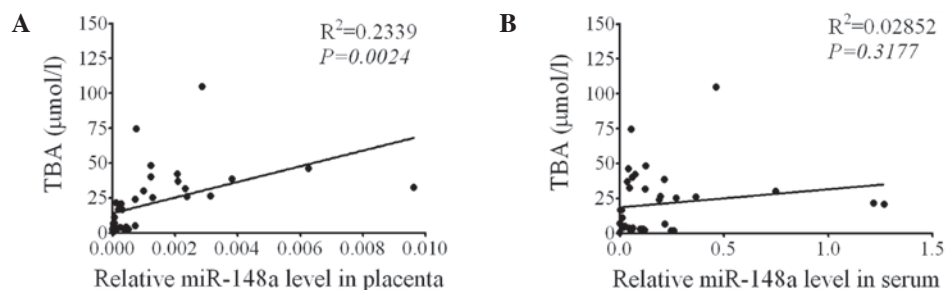 A
R²=0.2339
P=0.0024
TBA (μmol/l)
150
125
100
75
50
25
0
0.000
0.002
0.004
0.006
0.008
0.010
Relative miR-148a level in placenta
B
R²=0.02852
P=0.3177
TBA (μmol/l)
150
125
100
75
50
25
0
0.0
0.5
1.0
1.5
Relative miR-148a level in serum